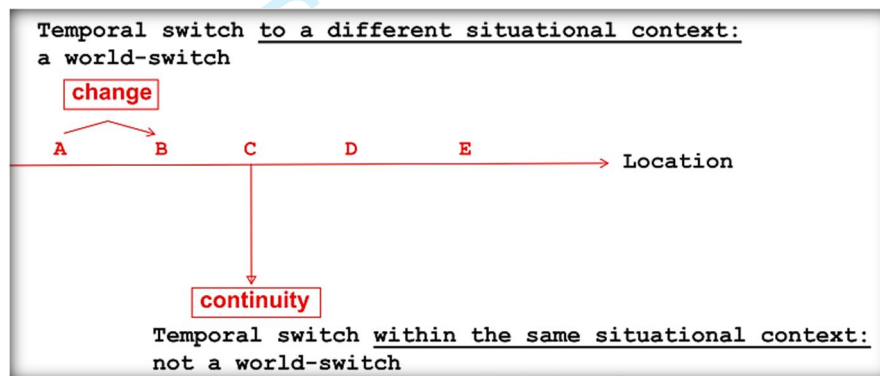 Temporal switch to a different situational context:
a world-switch
change
A B C D E
Location
continuity
Temporal switch within the same situational context:
not a world-switch